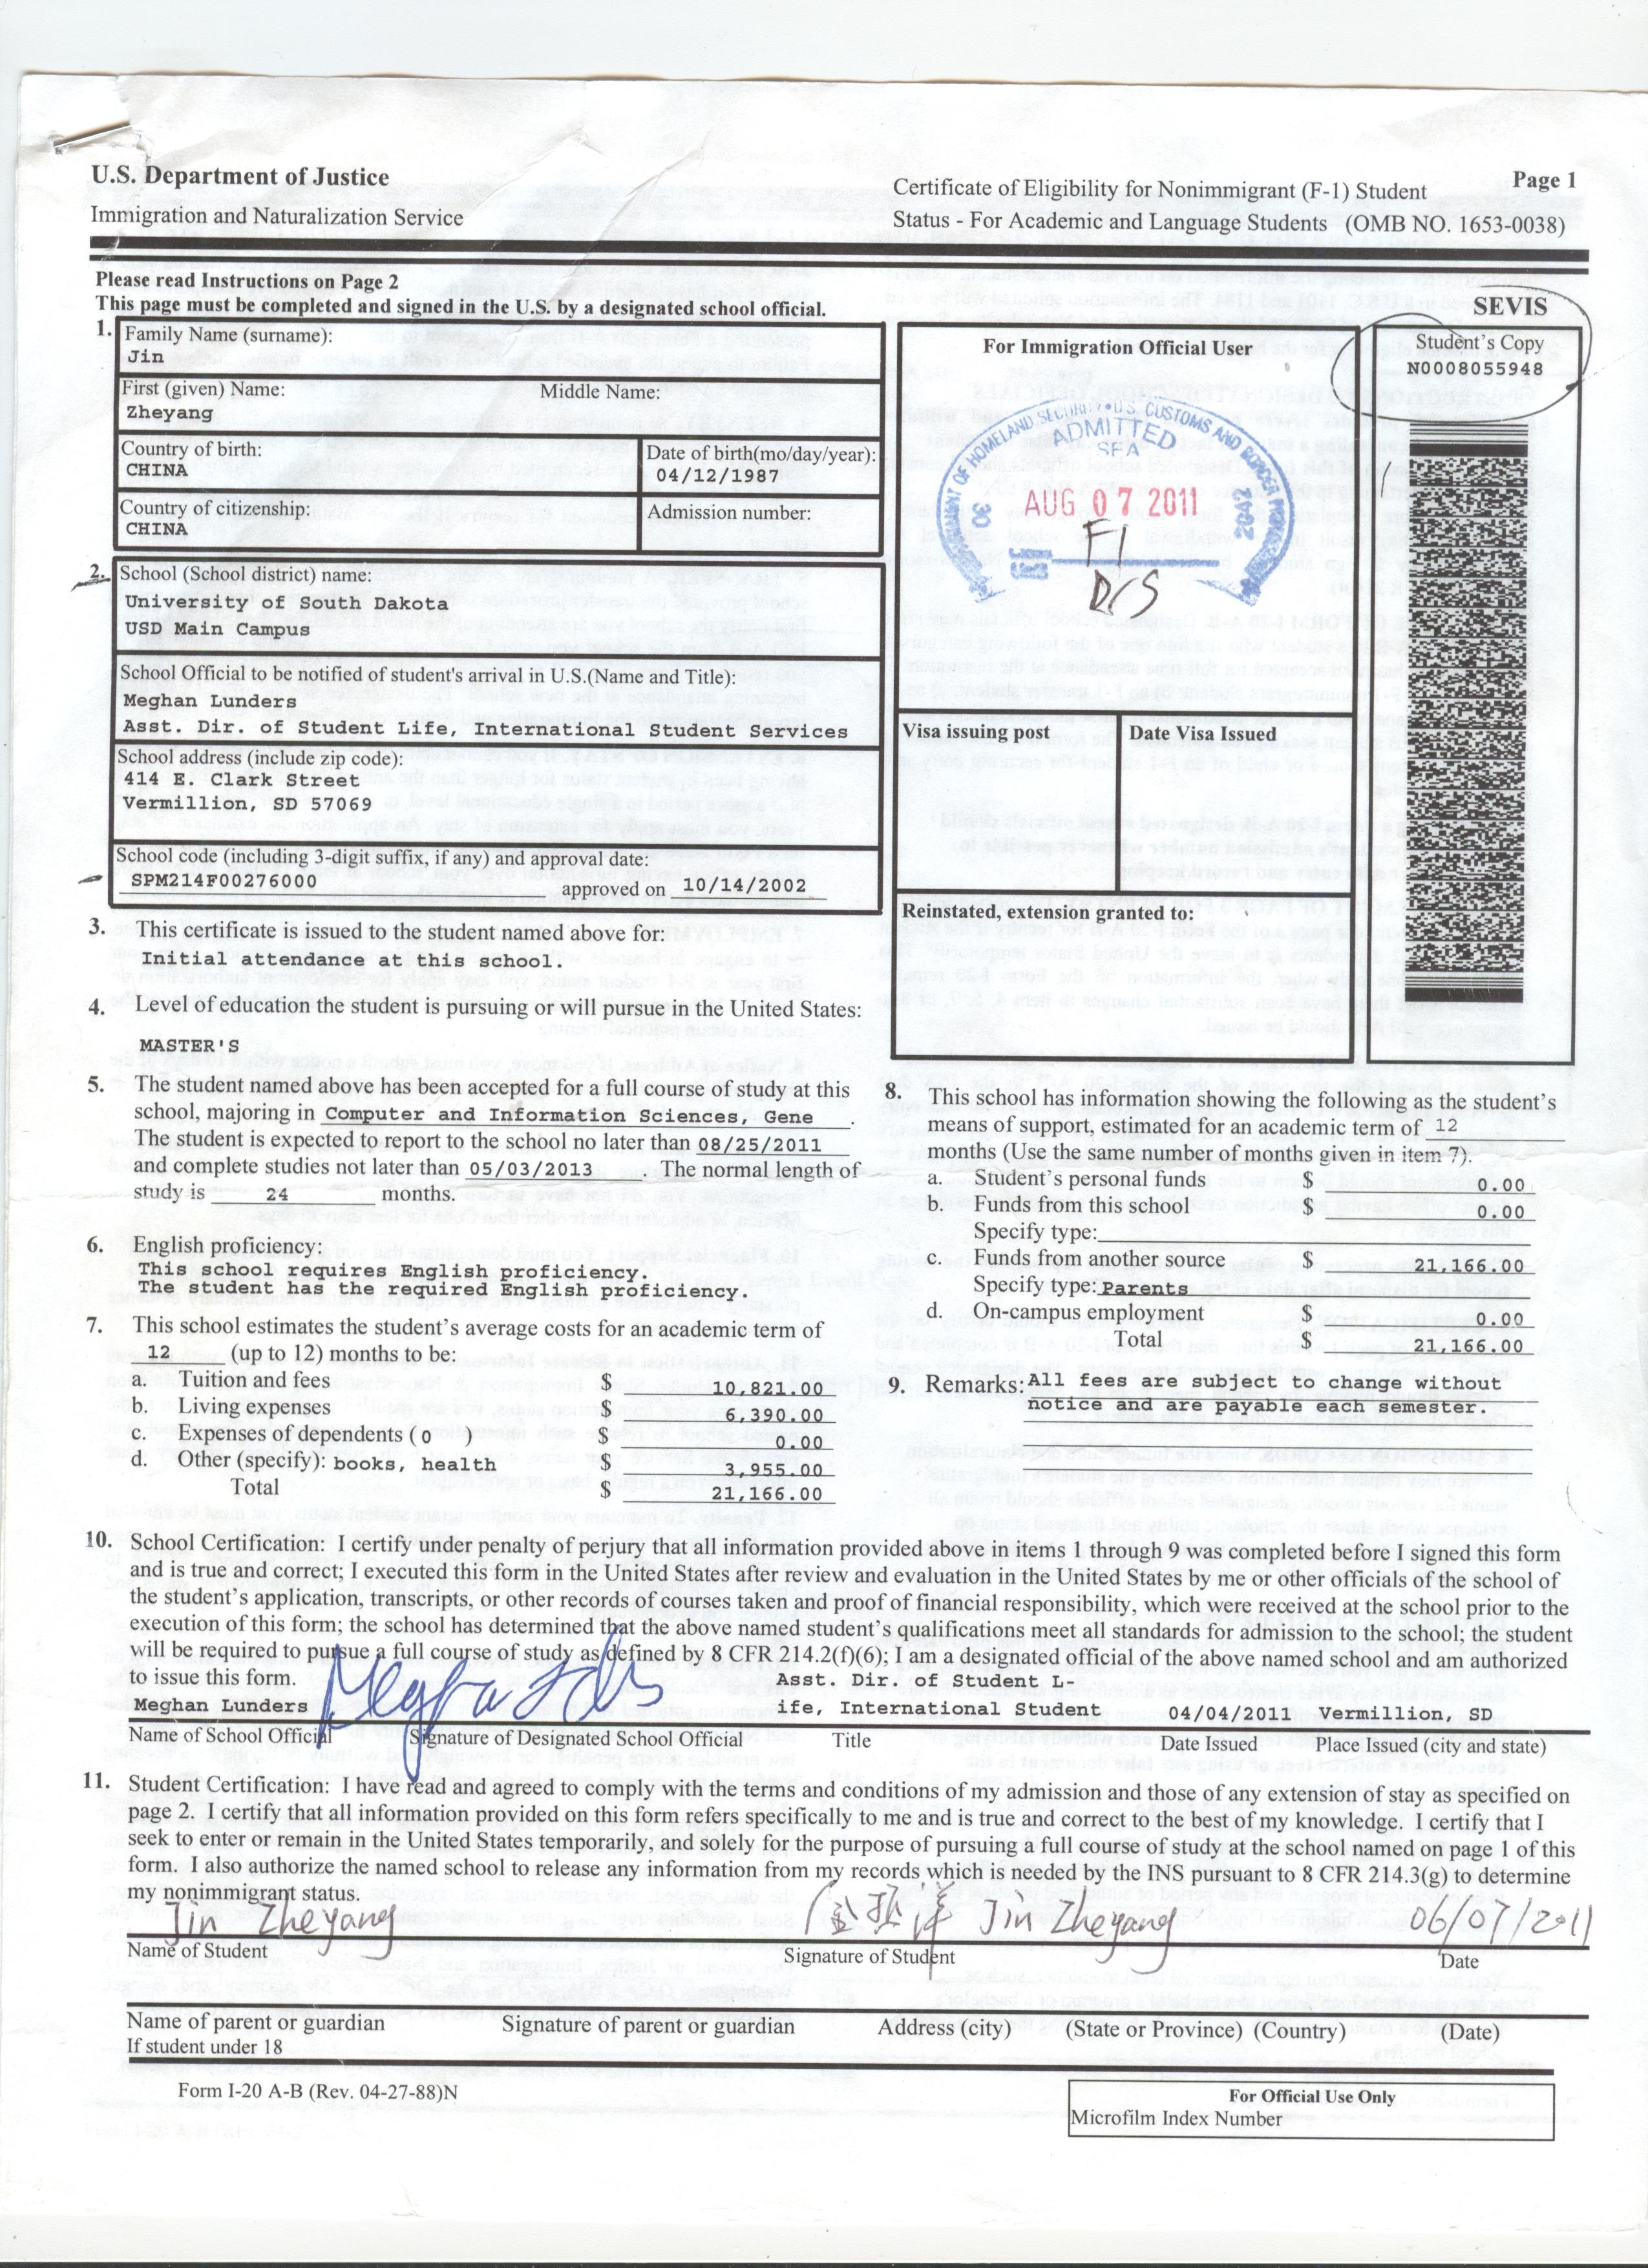 U.S. Department of Justice
Immigration and Naturalization Service
Certificate of Eligibility for Nonimmigrant (F-1) Student
Status - For Academic and Language Students (OMB NO. 1653-0038)
Page 1
Please read Instructions on Page 2
This page must be completed and signed in the U.S. by a designated school official.
SEVIS
1.
Family Name (surname):
Jin
First (given) Name:
Middle Name:
Zheyang
Country of birth:
CHINA
Date of birth(mo/day/year):
04/12/1987
Country of citizenship:
CHINA
Admission number:
For Immigration Official User
DEPARTMENT OF HOMELAND SECURITY • U.S. CUSTOMS AND BORDER PROTECTION
ADMITTED
SEA
AUG 07 2011
30
2042
F1
D/S
Student's Copy
N0008055948
2.
School (School district) name:
University of South Dakota
USD Main Campus
School Official to be notified of student's arrival in U.S.(Name and Title):
Meghan Lunders
Asst. Dir. of Student Life, International Student Services
School address (include zip code):
414 E. Clark Street
Vermillion, SD 57069
School code (including 3-digit suffix, if any) and approval date:
SPM214F00276000
approved on 10/14/2002
Visa issuing post
Date Visa Issued
Reinstated, extension granted to:
3. This certificate is issued to the student named above for:
Initial attendance at this school.
4. Level of education the student is pursuing or will pursue in the United States:
MASTER'S
5. The student named above has been accepted for a full course of study at this
school, majoring in Computer and Information Sciences, Gene .
The student is expected to report to the school no later than 08/25/2011
and complete studies not later than 05/03/2013 . The normal length of
study is 24 months.
6. English proficiency:
This school requires English proficiency.
The student has the required English proficiency.
7. This school estimates the student's average costs for an academic term of
12 (up to 12) months to be:
a. Tuition and fees $ 10,821.00
b. Living expenses $ 6,390.00
c. Expenses of dependents ( 0 ) $ 0.00
d. Other (specify): books, health $ 3,955.00
Total $ 21,166.00
8. This school has information showing the following as the student's
means of support, estimated for an academic term of 12
months (Use the same number of months given in item 7).
a. Student's personal funds $ 0.00
b. Funds from this school $ 0.00
Specify type:
c. Funds from another source $ 21,166.00
Specify type: Parents
d. On-campus employment $ 0.00
Total $ 21,166.00
9. Remarks: All fees are subject to change without
notice and are payable each semester.
10. School Certification: I certify under penalty of perjury that all information provided above in items 1 through 9 was completed before I signed this form
and is true and correct; I executed this form in the United States after review and evaluation in the United States by me or other officials of the school of
the student's application, transcripts, or other records of courses taken and proof of financial responsibility, which were received at the school prior to the
execution of this form; the school has determined that the above named student's qualifications meet all standards for admission to the school; the student
will be required to pursue a full course of study as defined by 8 CFR 214.2(f)(6); I am a designated official of the above named school and am authorized
to issue this form.
Asst. Dir. of Student L-
Meghan Lunders
ife, International Student
04/04/2011 Vermillion, SD
Name of School Official
Signature of Designated School Official
Title
Date Issued
Place Issued (city and state)
11. Student Certification: I have read and agreed to comply with the terms and conditions of my admission and those of any extension of stay as specified on
page 2. I certify that all information provided on this form refers specifically to me and is true and correct to the best of my knowledge. I certify that I
seek to enter or remain in the United States temporarily, and solely for the purpose of pursuing a full course of study at the school named on page 1 of this
form. I also authorize the named school to release any information from my records which is needed by the INS pursuant to 8 CFR 214.3(g) to determine
my nonimmigrant status.
Jin Zheyang
Jin Zheyang
06/07/2011
Name of Student
Signature of Student
Date
Name of parent or guardian
Signature of parent or guardian
Address (city)
(State or Province) (Country)
(Date)
If student under 18
Form I-20 A-B (Rev. 04-27-88)N
For Official Use Only
Microfilm Index Number